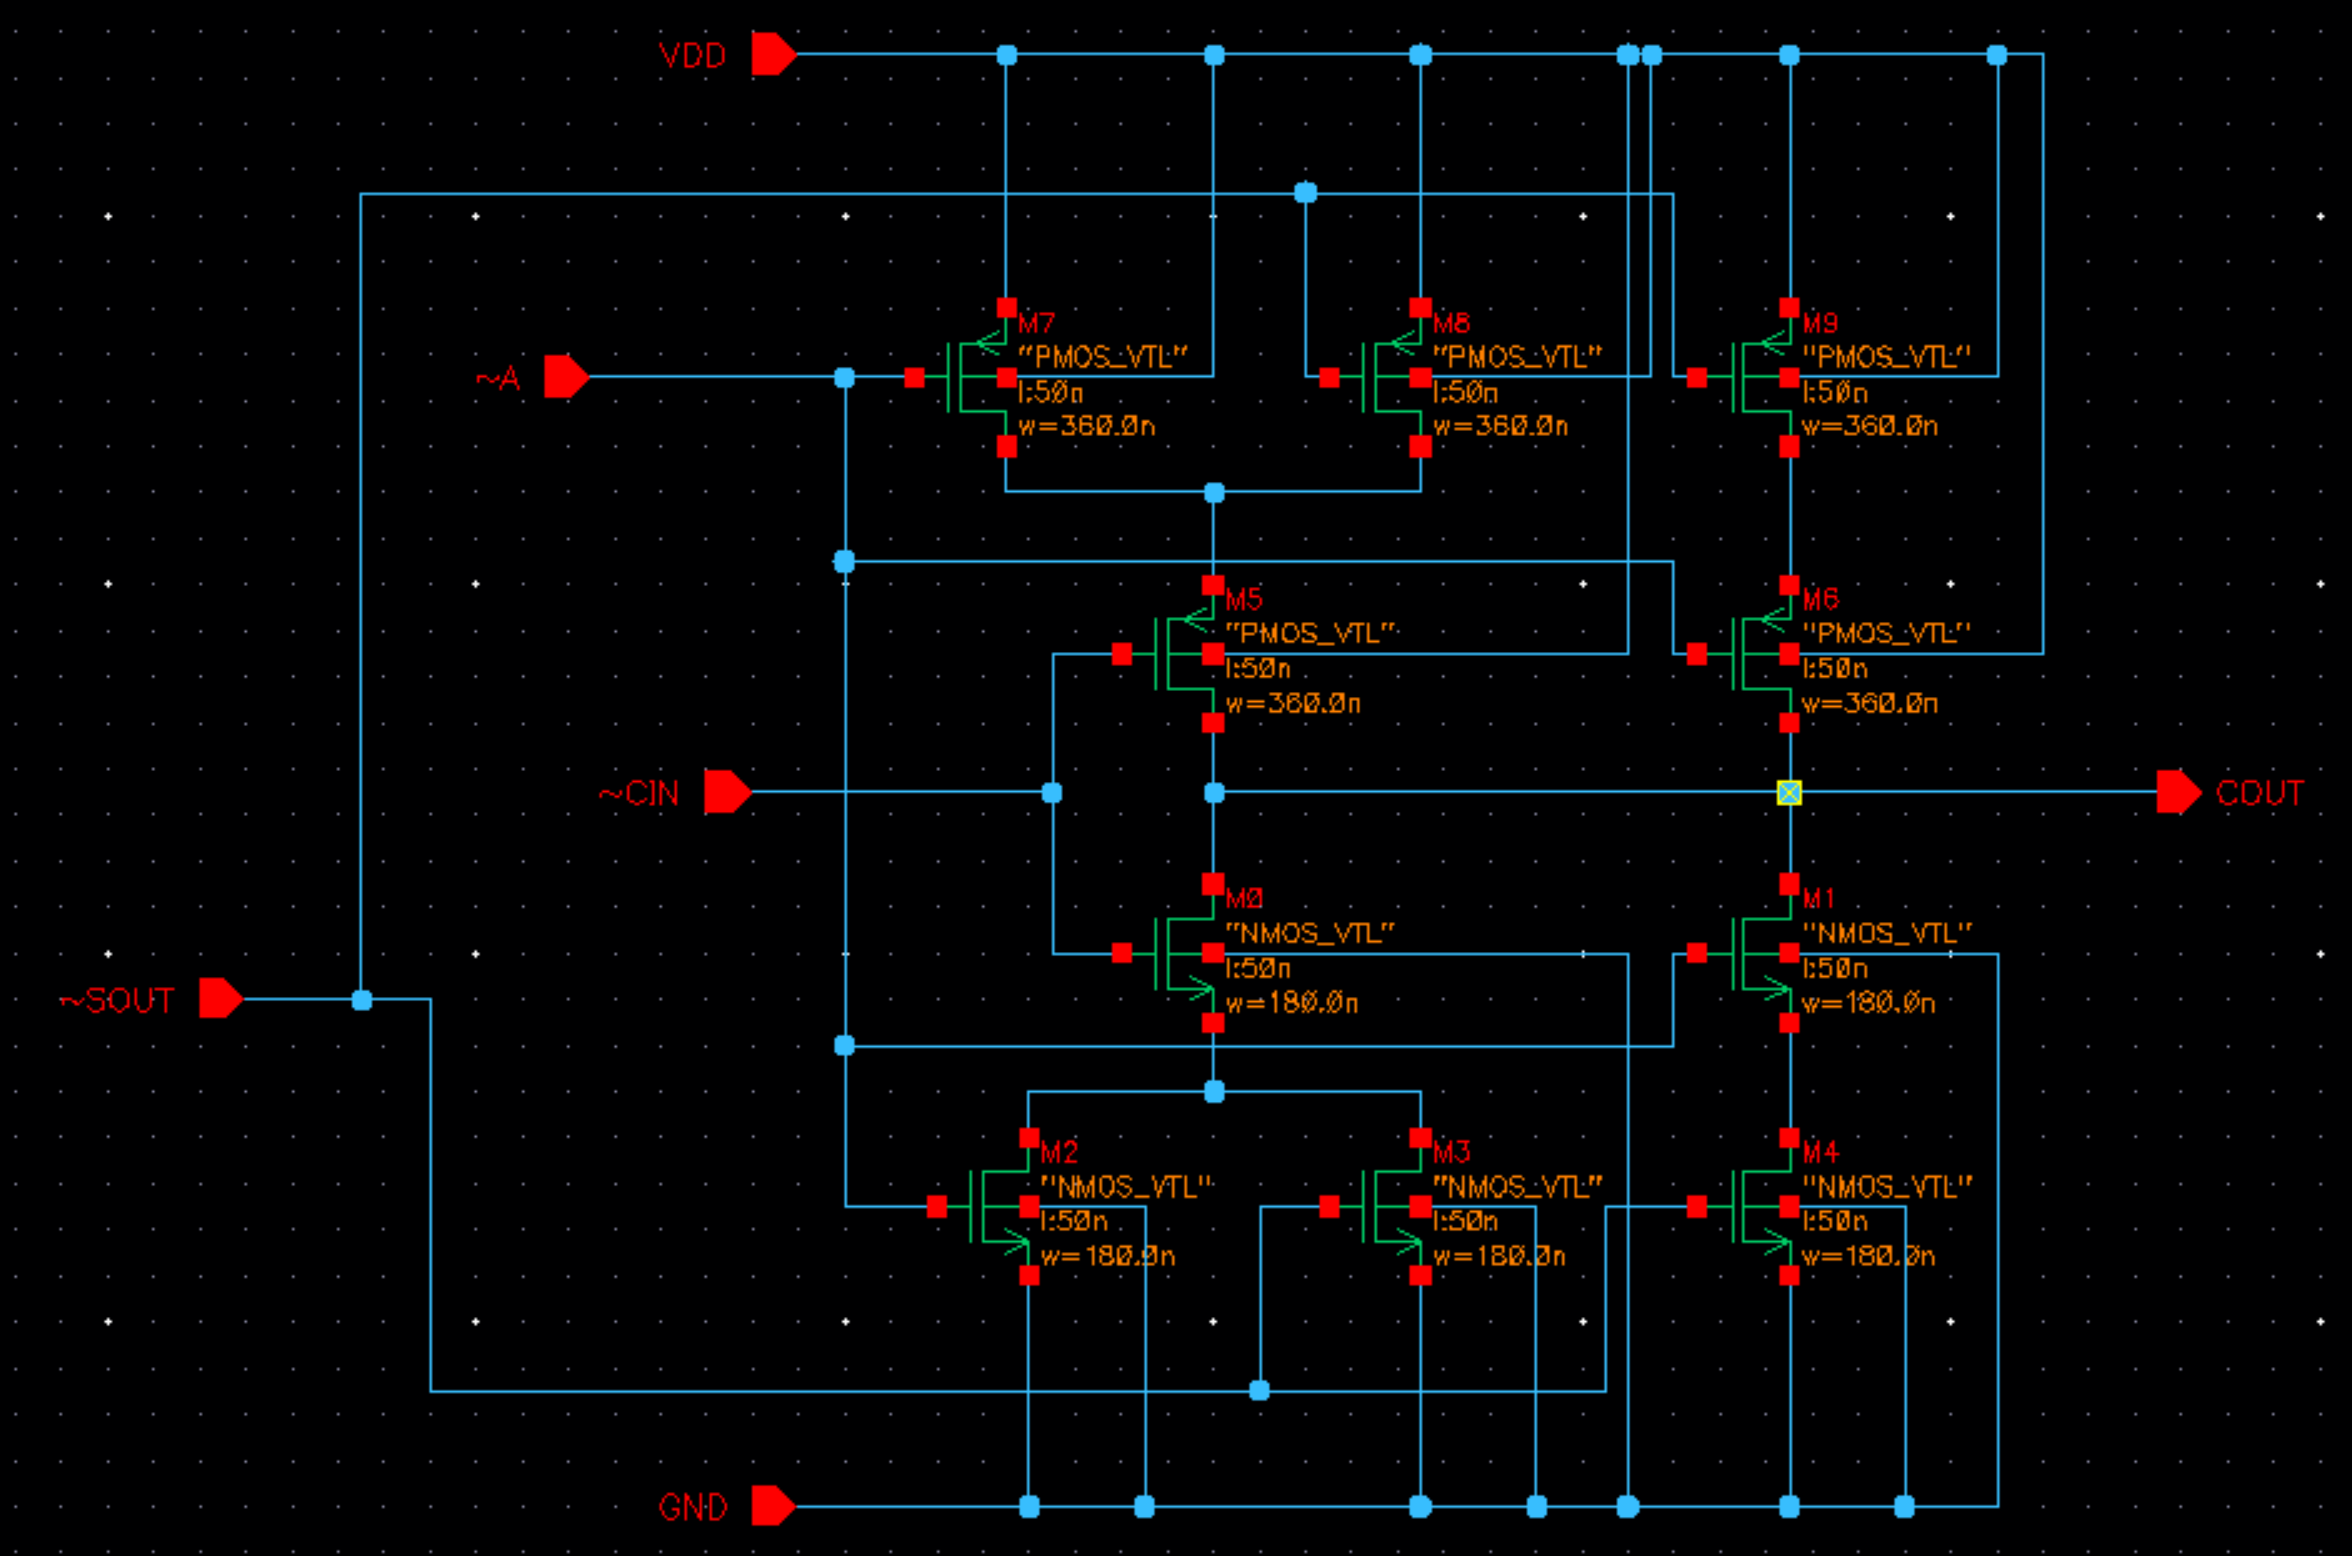 VDD
M7
"PMOS_VTL"
l:50n
w=360.0n
M8
"PMOS_VTL"
l:50n
w=360.0n
M9
"PMOS_VTL"
l:50n
w=360.0n
~A
M5
"PMOS_VTL"
l:50n
w=360.0n
M6
"PMOS_VTL"
l:50n
w=360.0n
~CIN
COUT
M0
"NMOS_VTL"
l:50n
w=180.0n
M1
"NMOS_VTL"
l:50n
w=180.0n
~SOUT
M2
"NMOS_VTL"
l:50n
w=180.0n
M3
"NMOS_VTL"
l:50n
w=180.0n
M4
"NMOS_VTL"
l:50n
w=180.0n
GND